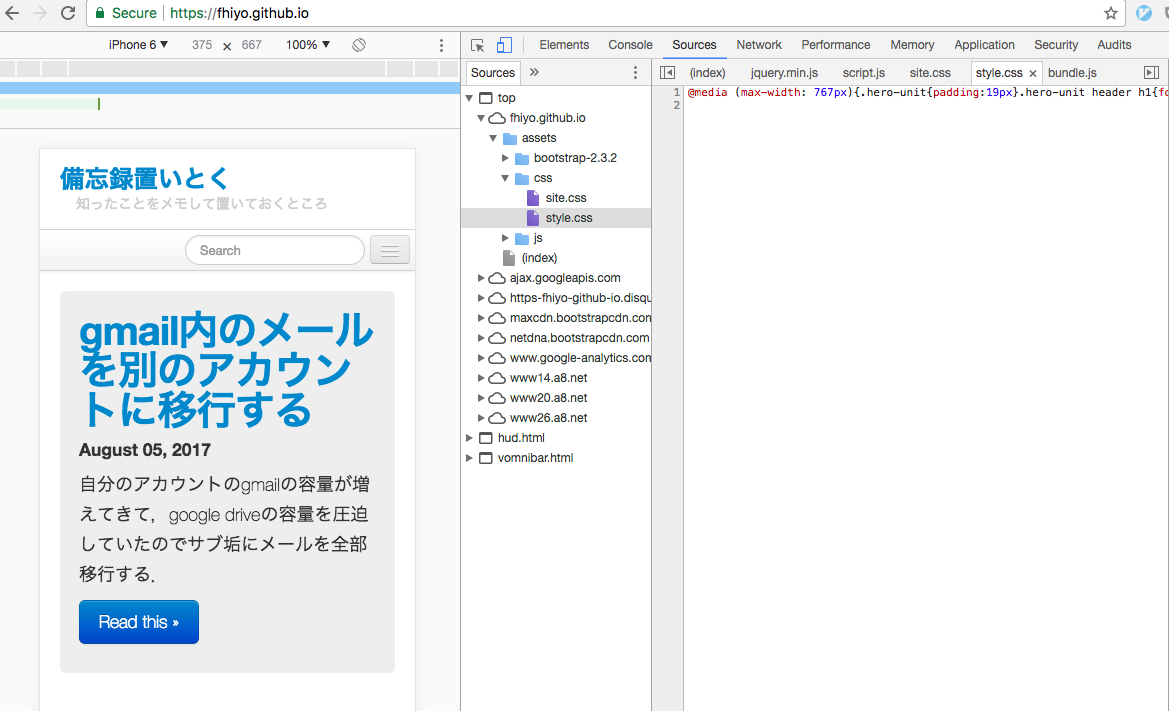 Secure https://fhiyo.github.io
iPhone 6 ▼ 375 × 667 100% ▼
Elements Console Sources Network Performance Memory Application Security Audits
備忘録置いとく
知ったことをメモして置いておくところ
Search
gmail内のメール
を別のアカウン
トに移行する
August 05, 2017
自分のアカウントのgmailの容量が増
えてきて，google driveの容量を圧迫
していたのでサブ垢にメールを全部
移行する．
Read this »
Sources »
top
fhiyo.github.io
assets
bootstrap-2.3.2
css
site.css
style.css
js
(index)
ajax.googleapis.com
https-fhiyo-github-io.disqu
maxcdn.bootstrapcdn.con
netdna.bootstrapcdn.com
www.google-analytics.com
www14.a8.net
www20.a8.net
www26.a8.net
hud.html
vomnibar.html
(index) jquery.min.js script.js site.css style.css × bundle.js
1 @media (max-width: 767px){.hero-unit{padding:19px}.hero-unit header h1{fo
2